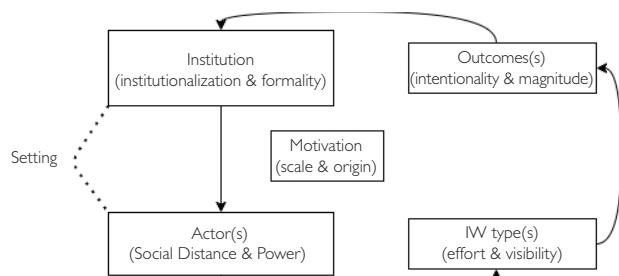 Institution
(institutionalization & formality)
Outcomes(s)
(intentionality & magnitude)
Setting
Motivation
(scale & origin)
Actor(s)
(Social Distance & Power)
IW type(s)
(effort & visibility)